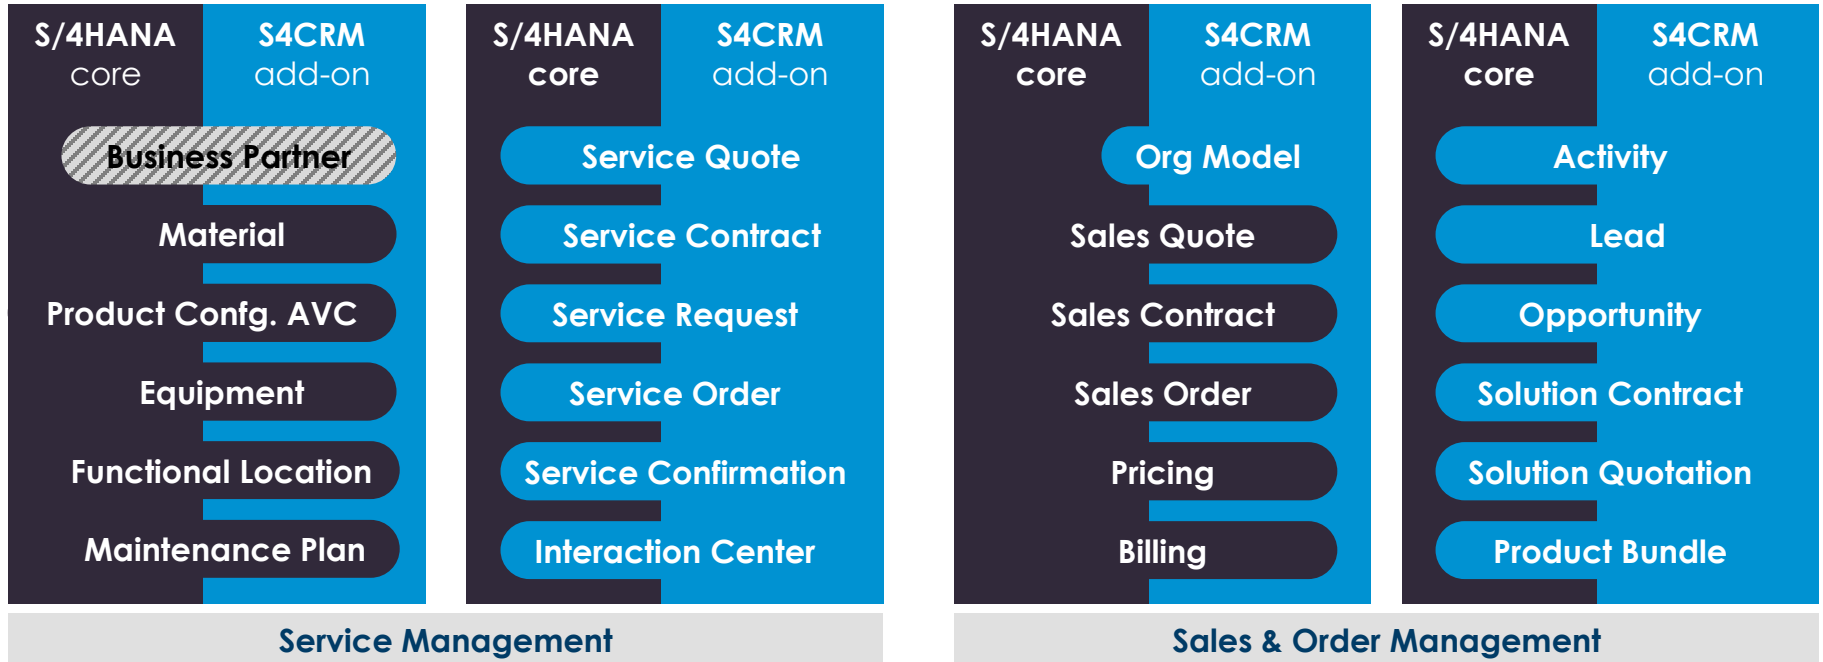 S/4HANA
core
S4CRM
add-on
Business Partner
Material
Product Confg. AVC
Equipment
Functional Location
Maintenance Plan
S/4HANA
core
S4CRM
add-on
Service Quote
Service Contract
Service Request
Service Order
Service Confirmation
Interaction Center
Service Management
S/4HANA
core
S4CRM
add-on
Org Model
Sales Quote
Sales Contract
Sales Order
Pricing
Billing
S/4HANA
core
S4CRM
add-on
Activity
Lead
Opportunity
Solution Contract
Solution Quotation
Product Bundle
Sales & Order Management